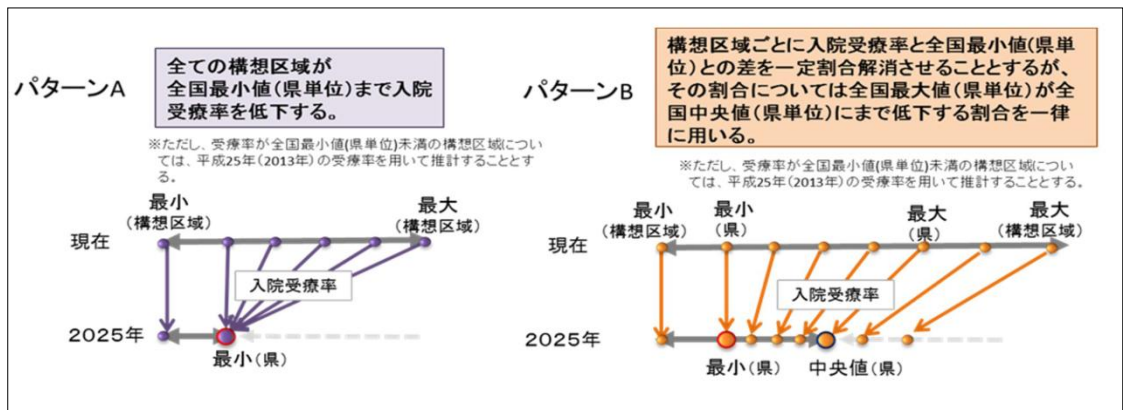 パターンA
全ての構想区域が
全国最小値(県単位)まで入院
受療率を低下する。
※ただし、受療率が全国最小値(県単位)未満の構想区域につい
ては、平成25年(2013年)の受療率を用いて推計することとす
る。
最小
(構想区域)
最大
(構想区域)
現在
入院受療率
2025年
最小(県)
パターンB
構想区域ごとに入院受療率と全国最小値(県単
位)との差を一定割合解消させることとするが、
その割合については全国最大値(県単位)が全
国中央値(県単位)にまで低下する割合を一律
に用いる。
※ただし、受療率が全国最小値(県単位)未満の構想区域につい
ては、平成25年(2013年)の受療率を用いて推計することとする。
最小
(構想区域)
最小
(県)
最大
(県)
最大
(構想区域)
現在
入院受療率
2025年
最小(県)
中央値(県)